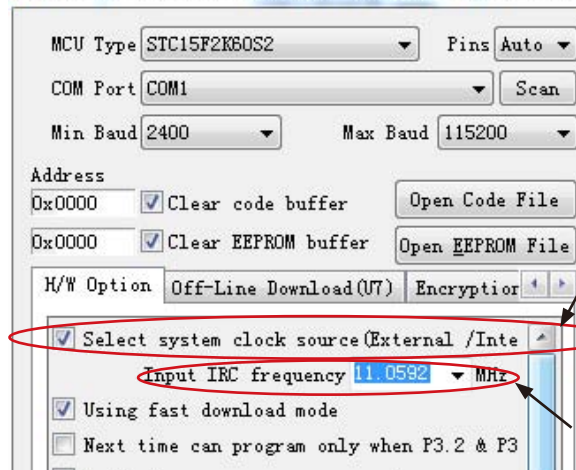 MCU Type STC15F2K60S2 Pins Auto
COM Port COM1 Scan
Min Baud 2400 Max Baud 115200
Address
0x0000 Clear code buffer Open Code File
0x0000 Clear EEPROM buffer Open EEPROM File
H/W Option Off-Line Download(U7) Encryption
Select system clock source(External /Inte
Input IRC frequency 11.0592 MHz
Using fast download mode
Next time can program only when P3.2 & P3